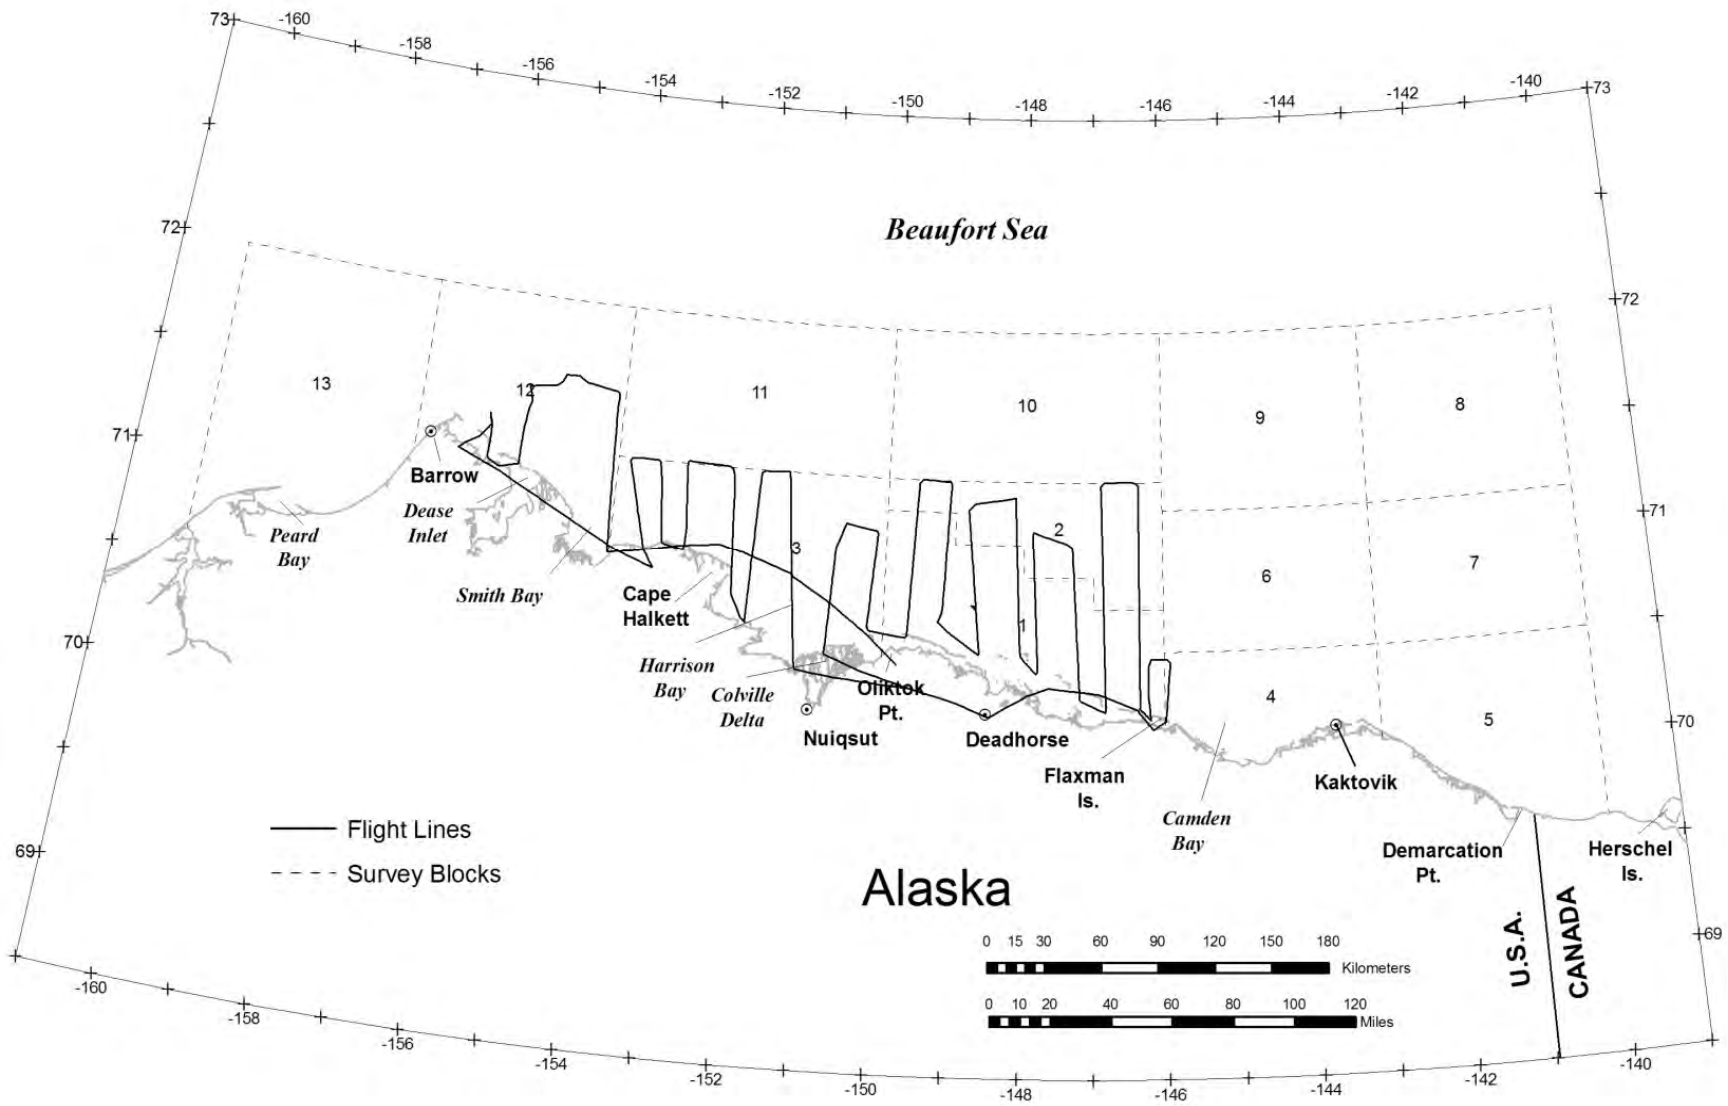 73
-160
-158
-156
-154
-152
-150
-148
-146
-144
-142
-140
73
72
Beaufort Sea
72
13
12
11
10
9
8
71
Barrow
Dease
Inlet
Peard
Bay
Smith Bay
3
2
1
71
6
7
Cape
Halkett
70
Harrison
Bay
Colville
Delta
Oliktok
Pt.
4
5
70
Nuiqsut
Deadhorse
Flaxman
Is.
Kaktovik
Camden
Bay
Flight Lines
Survey Blocks
69
Demarcation
Pt.
Herschel
Is.
Alaska
U.S.A.
CANADA
69
0 15 30 60 90 120 150 180
Kilometers
0 10 20 40 60 80 100 120
Miles
-160
-158
-156
-154
-152
-150
-148
-146
-144
-142
-140